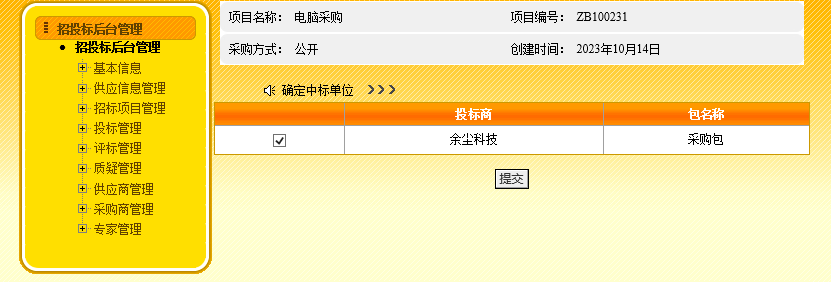 招投标后台管理
招投标后台管理
基本信息
供应信息管理
招标项目管理
投标管理
评标管理
质疑管理
供应商管理
采购商管理
专家管理
项目名称： 电脑采购 项目编号： ZB100231
采购方式： 公开 创建时间： 2023年10月14日
确定中标单位
投标商 包名称
余尘科技 采购包
提交